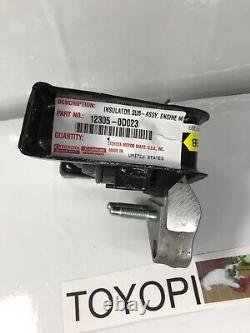 DESCRIPTION:
INSULATOR SUB-ASSY, ENGINE
PART NO.: 12305-0D023
QUANTITY: 1
TOYOTA MOTOR SALES, U.S.A., INC.
MADE IN: UNITED STATES
TOYOTA
TOYOPI